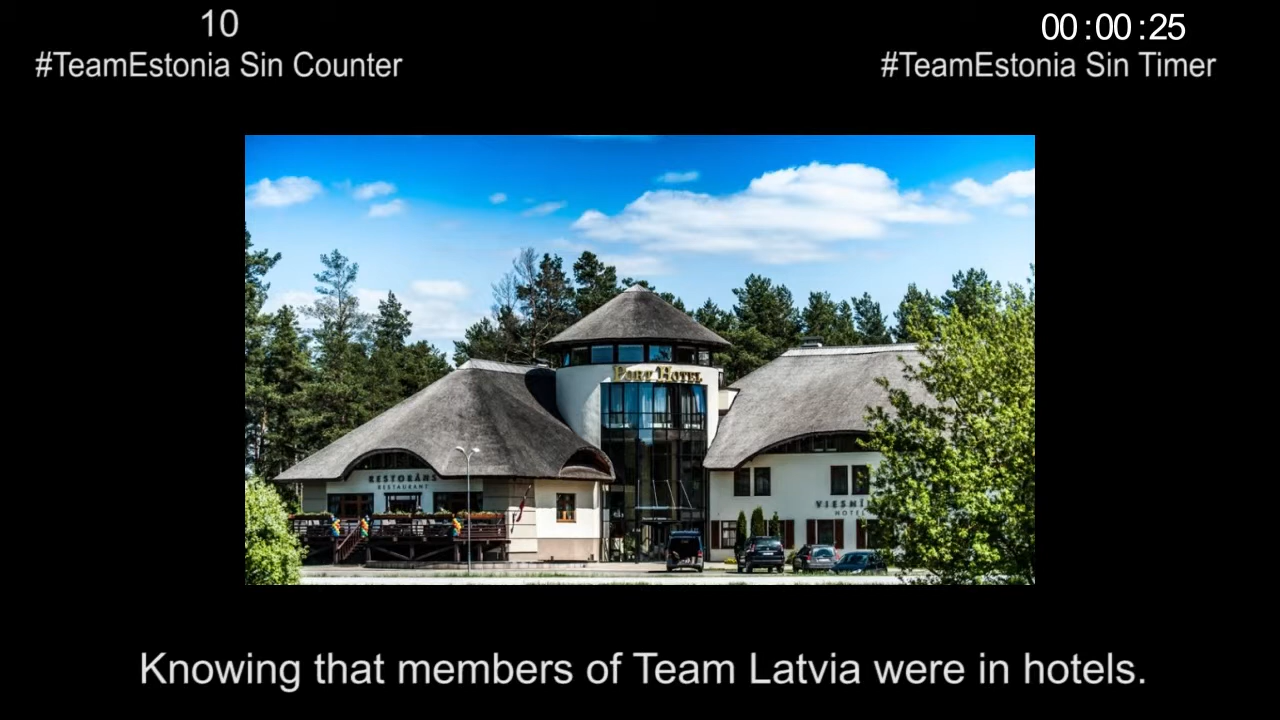 10
00:00:25
#TeamEstonia Sin Counter
#TeamEstonia Sin Timer
PORT HOTEL
RESTORĀNS
RESTAURANT
HOTEL
Knowing that members of Team Latvia were in hotels.